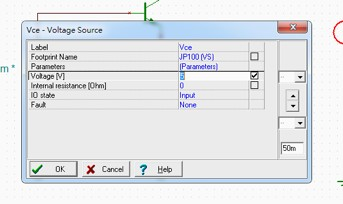 Vce - Voltage Source
Label Vce
Footprint Name JP100 (VS)
Parameters (Parameters)
Voltage [V]
Internal resistance [Ohm] 0
IO state Input
Fault None
m *
50m
OK Cancel ? Help